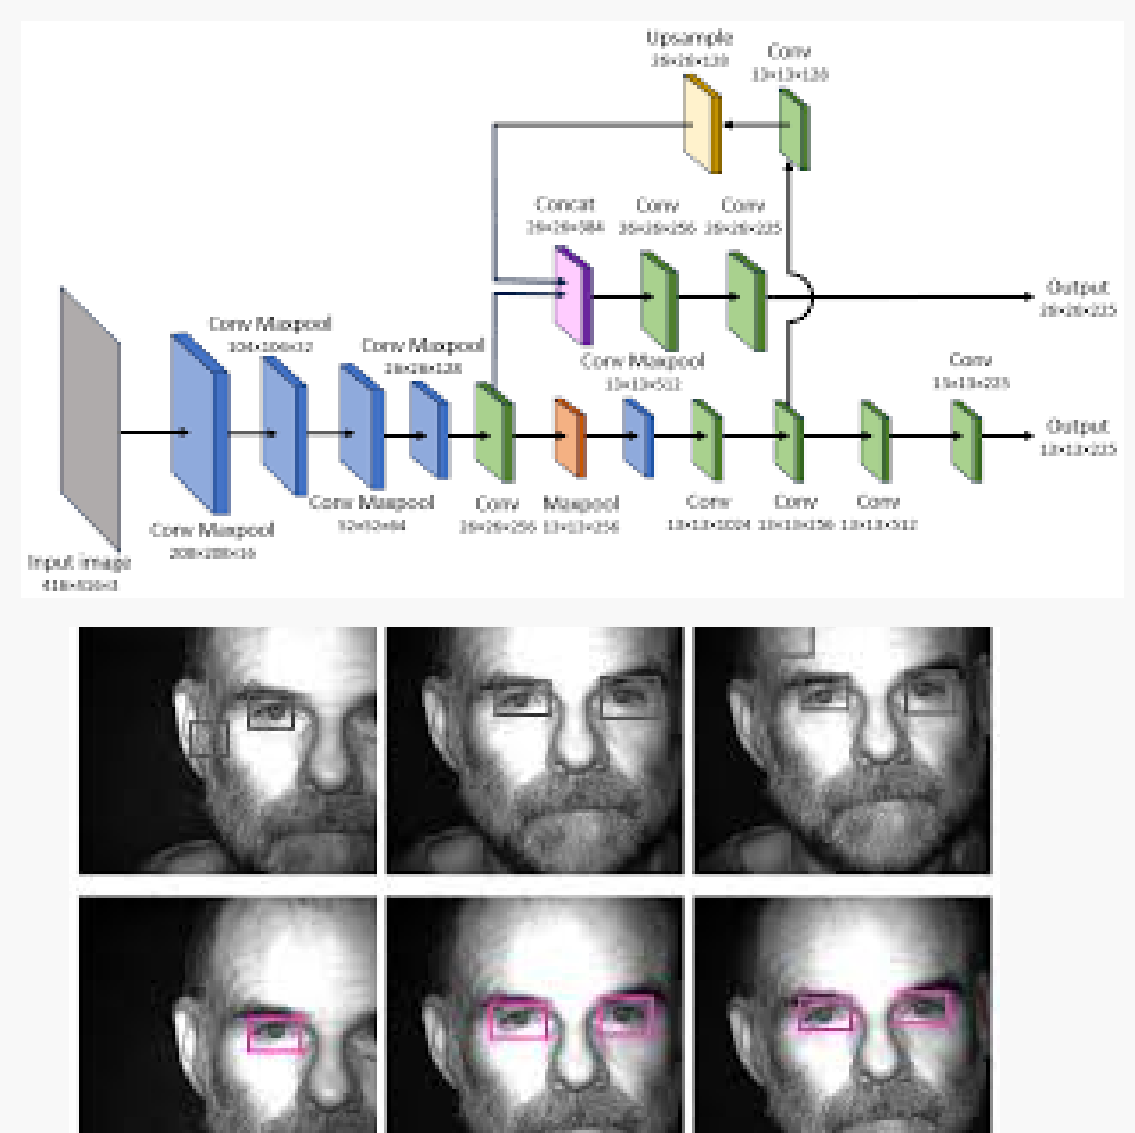 Upsample
26×26×128
Conv
13×13×128
Concat
26×26×384
Conv
26×26×256
Conv
26×26×225
Output
26×26×225
Conv Maxpool
104×104×32
Conv Maxpool
26×26×128
Conv Maxpool
13×13×512
Conv
13×13×225
Output
13×13×225
Conv Maxpool
208×208×16
Conv Maxpool
52×52×64
Conv
26×26×256
Maxpool
13×13×256
Conv
13×13×1024
Conv
13×13×256
Conv
13×13×512
Input image
416×416×3